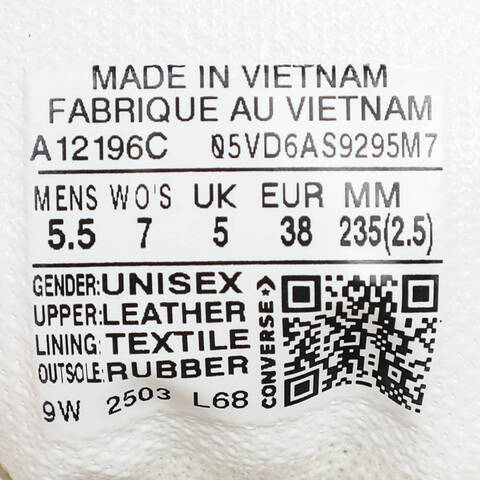 MADE IN VIETNAM
FABRIQUE AU VIETNAM
A12196C 05VD6AS9295M7
MENS WO'S UK EUR MM
5.5 7 5 38 235(2.5)
GENDER:UNISEX
UPPER:LEATHER
LINING:TEXTILE
OUTSOLE:RUBBER
9W 2503 L68
CONVERSE